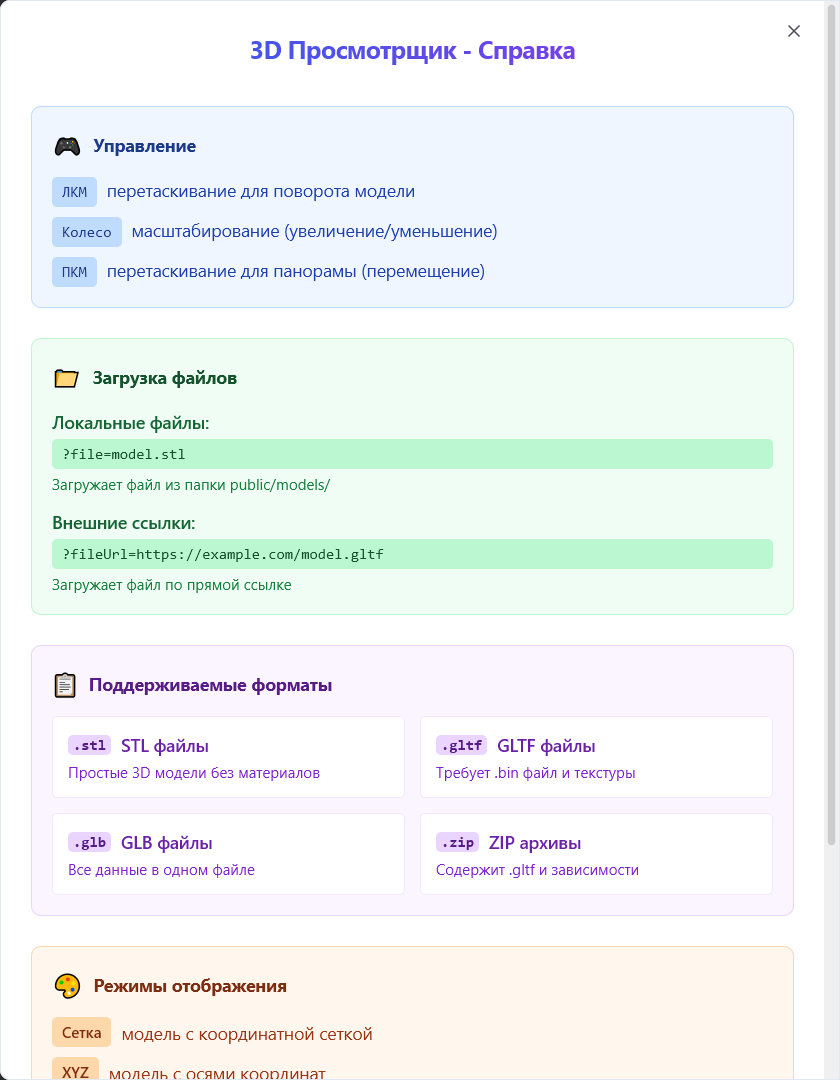 3D Просмотрщик - Справка
Управление
ЛКМ перетаскивание для поворота модели
Колесо масштабирование (увеличение/уменьшение)
ПКМ перетаскивание для панорамы (перемещение)
Загрузка файлов
Локальные файлы:
?file=model.stl
Загружает файл из папки public/models/
Внешние ссылки:
?fileUrl=https://example.com/model.gltf
Загружает файл по прямой ссылке
Поддерживаемые форматы
.stl STL файлы
Простые 3D модели без материалов
.gltf GLTF файлы
Требует .bin файл и текстуры
.glb GLB файлы
Все данные в одном файле
.zip ZIP архивы
Содержит .gltf и зависимости
Режимы отображения
Сетка модель с координатной сеткой
XYZ модель с осями координат